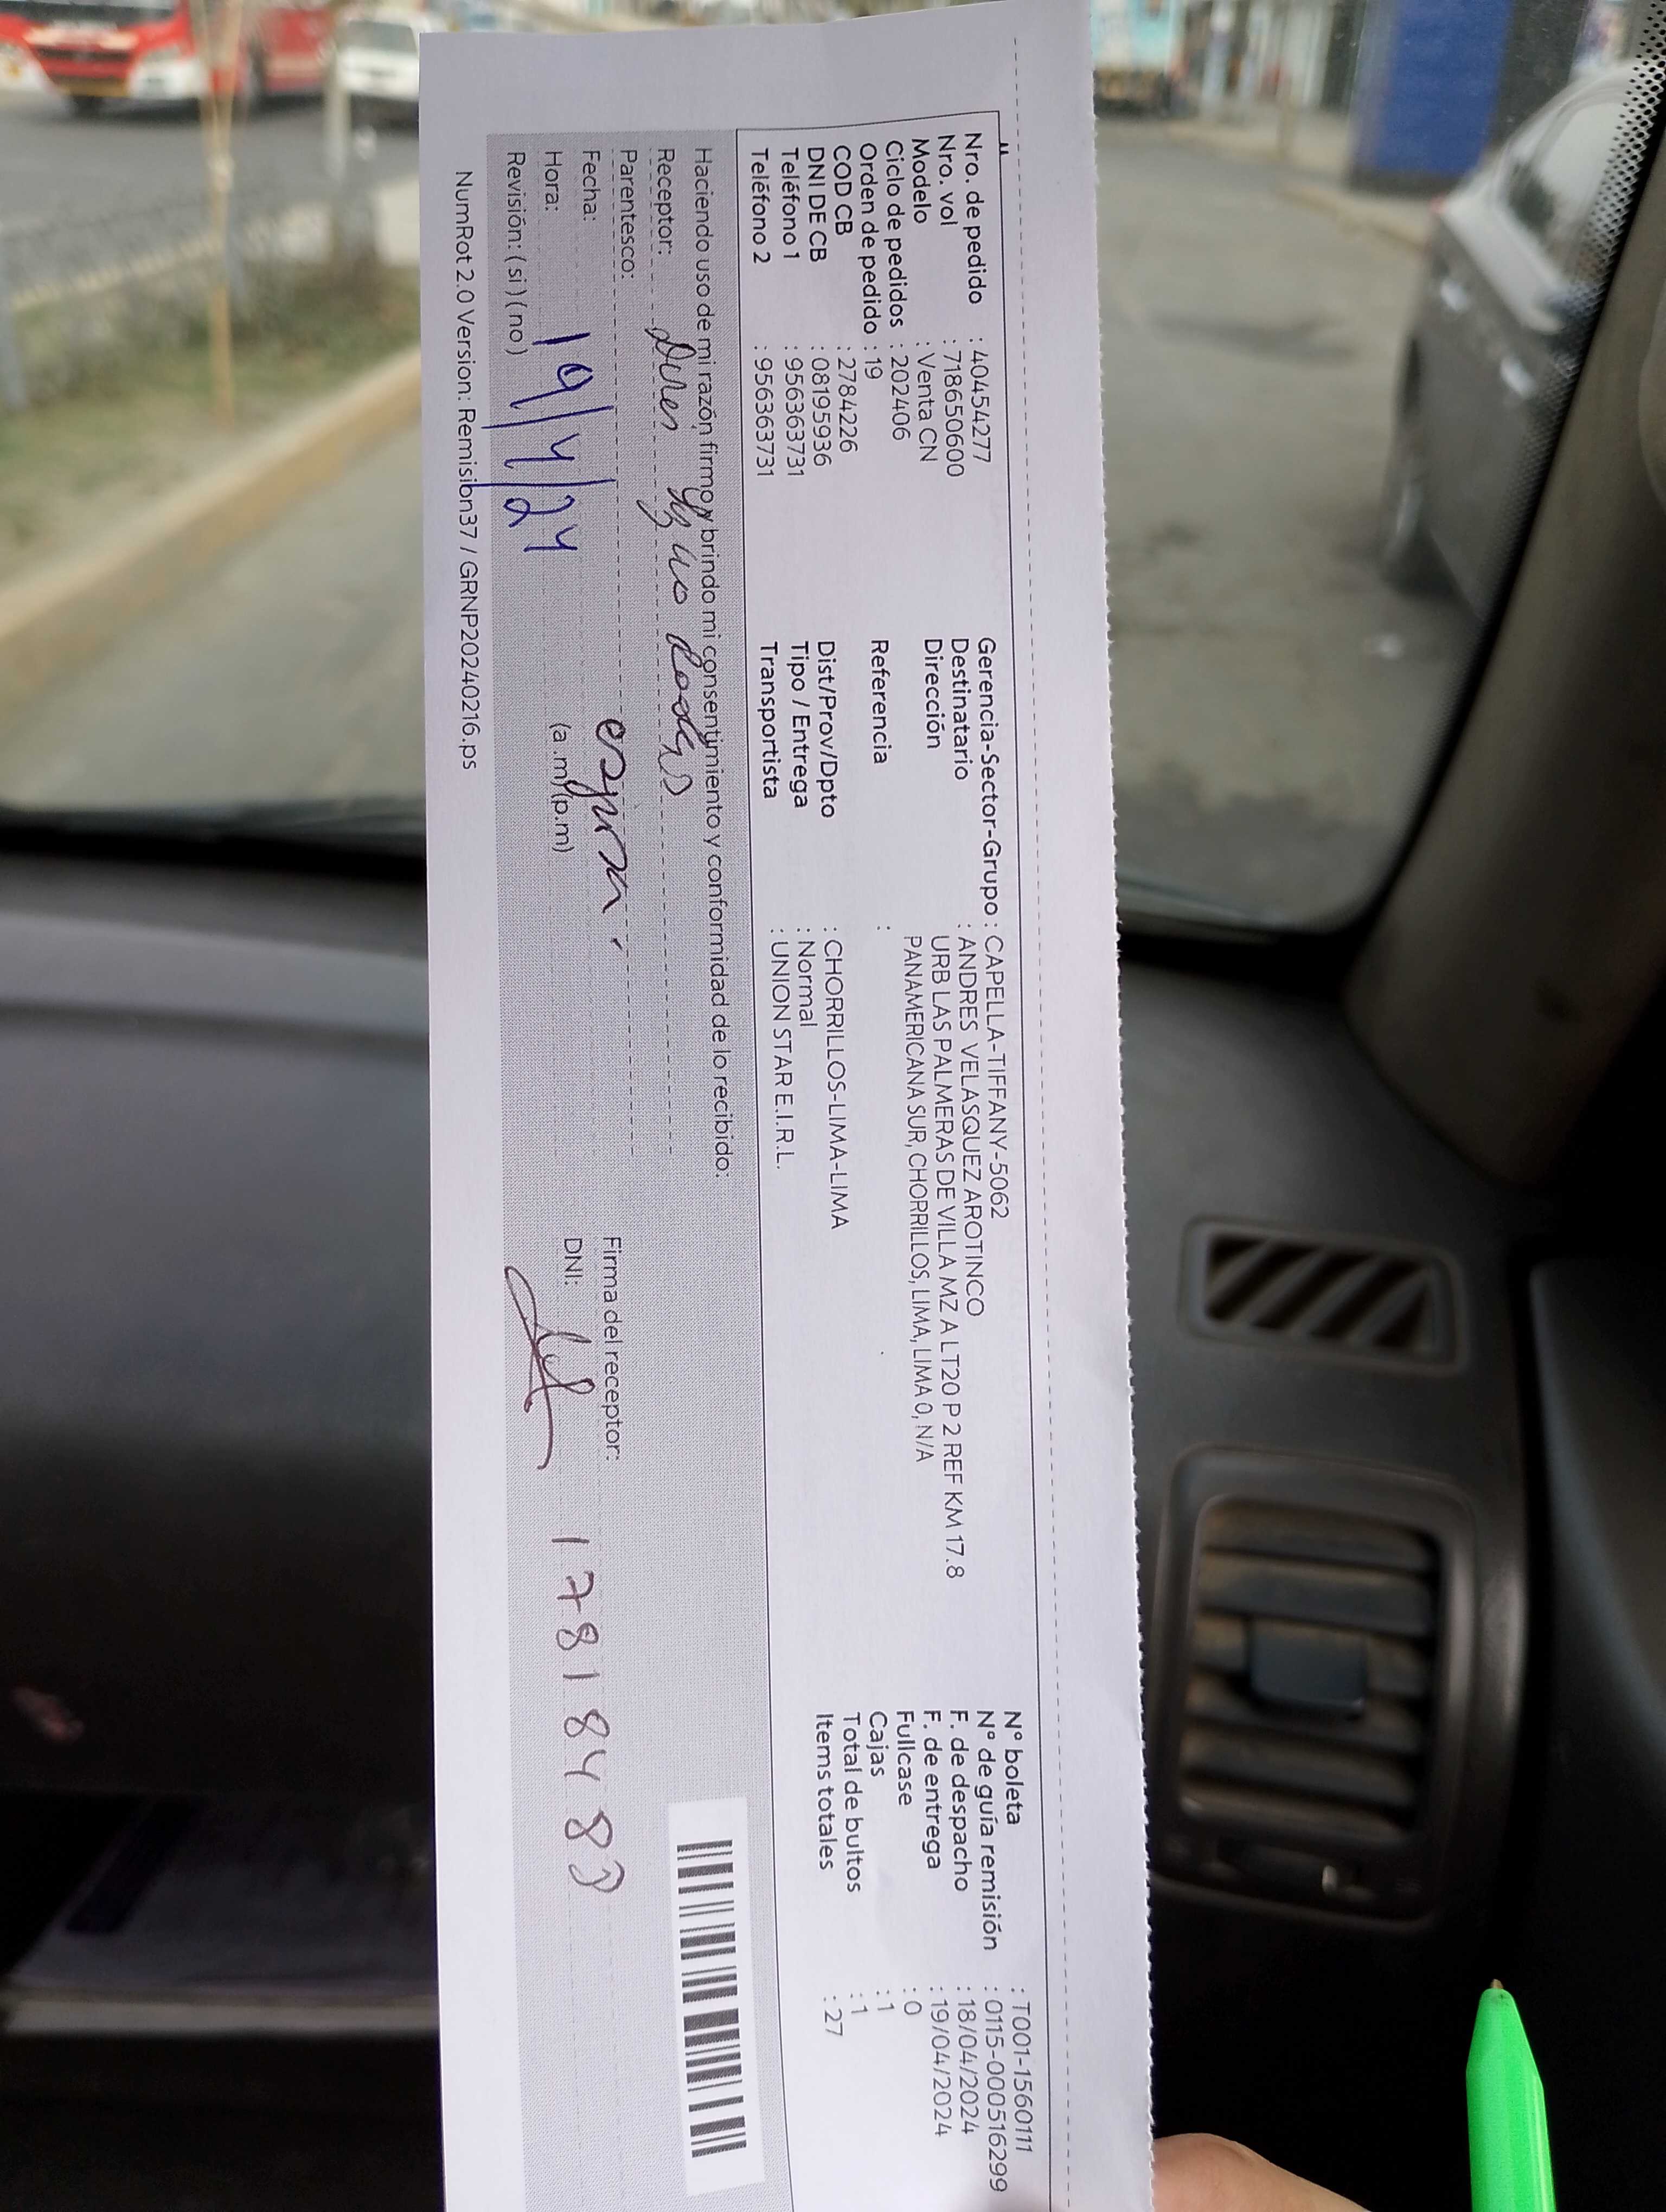 Nro. de pedido : 40454277
Nro. vol : 718650600
Modelo : Venta CN
Ciclo de pedidos : 202406
Orden de pedido : 19
COD CB : 2784226
DNI DE CB : 08195936
Teléfono 1 : 956363731
Teléfono 2 : 956363731
Gerencia-Sector-Grupo : CAPELLA-TIFFANY-5062
Destinatario : ANDRES VELASQUEZ AROTINCO
Dirección URB LAS PALMERAS DE VILLA MZ A LT20 P 2 REF KM 17.8
PANAMERICANA SUR, CHORRILLOS, LIMA, LIMA 0, N/A
Referencia :
Dist/Prov/Dpto : CHORRILLOS-LIMA-LIMA
Tipo / Entrega : Normal
Transportista : UNION STAR E.I.R.L.
N° boleta : T001-1560111
N° de guía remisión : 0115-000516299
F. de despacho : 18/04/2024
F. de entrega : 19/04/2024
Fullcase : 0
Cajas : 1
Total de bultos : 1
Items totales : 27
Haciendo uso de mi razón firmo y brindo mi consentimiento y conformidad de lo recibido:
Receptor:
Parentesco:
Fecha: 19/4/24
Hora: (a.m) (p.m)
Revisión: ( si ) ( no )
Firma del receptor:
DNI:
NumRot 2.0 Version: Remision37 / GRNP20240216.ps